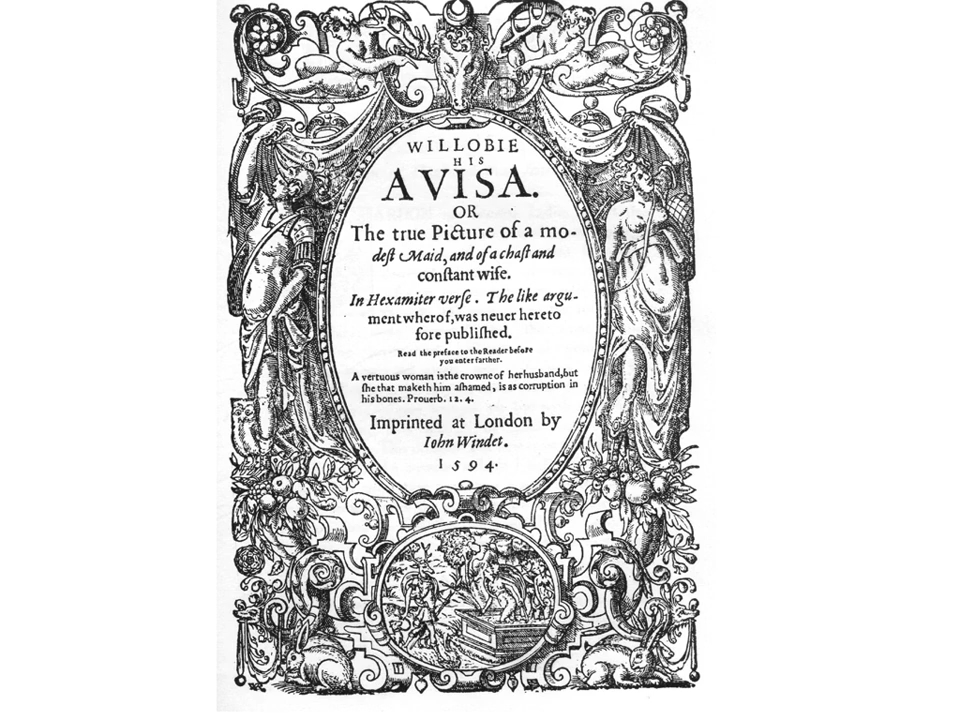 WILLOBIE
HIS
AVISA.
OR
The true Picture of a mo-
deſt Maid, and of a chaſt and
conſtant wife.
In Hexamiter verſe. The like argu-
ment wherof, was neuer hereto
fore publiſhed.
Read the preface to the Reader before
you enter farther.
A vertuous woman is the crowne of her husband, but
ſhe that maketh him aſhamed, is as corruption in
his bones. Prouerb. 12. 4.
Imprinted at London by
Iohn Windet.
1594.